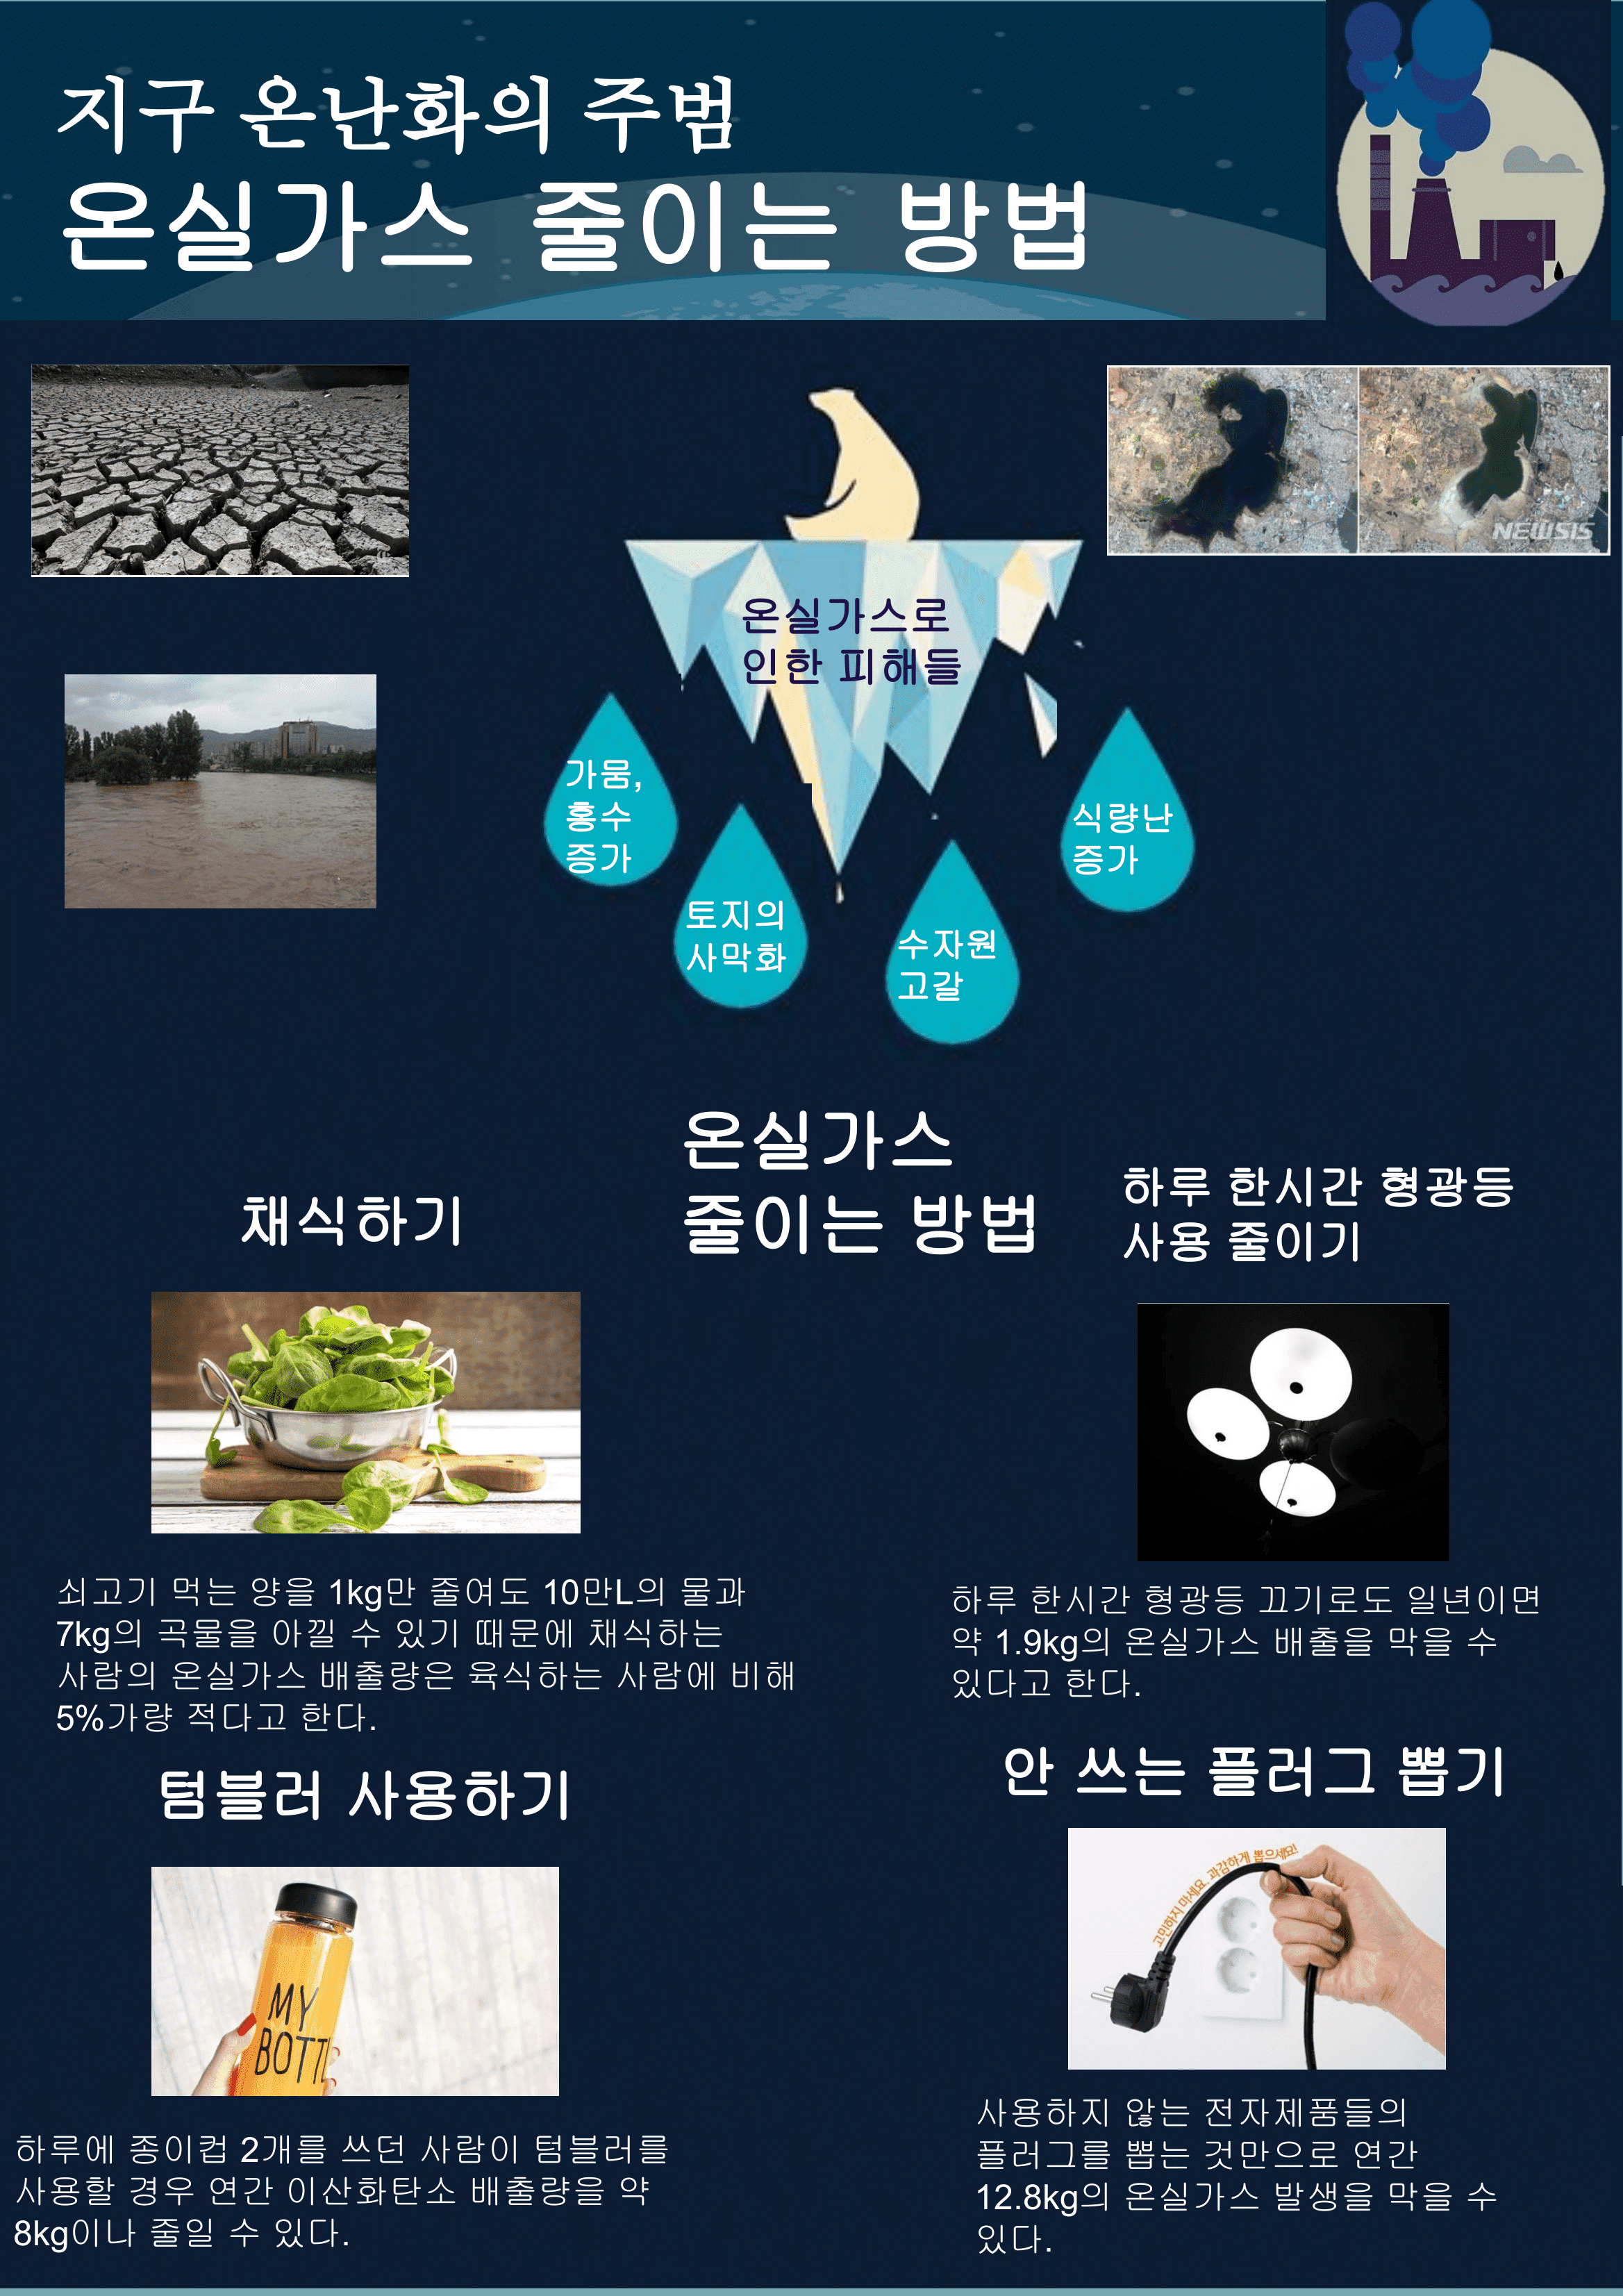 지구 온난화의 주범
온실가스 줄이는 방법
NEWSIS
온실가스로
인한 피해들
가뭄,
홍수
증가
토지의
사막화
수자원
고갈
식량난
증가
온실가스
줄이는 방법
채식하기
하루 한시간 형광등
사용 줄이기
쇠고기 먹는 양을 1kg만 줄여도 10만L의 물과
7kg의 곡물을 아낄 수 있기 때문에 채식하는
사람의 온실가스 배출량은 육식하는 사람에 비해
5%가량 적다고 한다.
하루 한시간 형광등 끄기로도 일년이면
약 1.9kg의 온실가스 배출을 막을 수
있다고 한다.
텀블러 사용하기
안 쓰는 플러그 뽑기
MY
BOTTL
고민하지 마세요. 과감하게 뽑으세요!
하루에 종이컵 2개를 쓰던 사람이 텀블러를
사용할 경우 연간 이산화탄소 배출량을 약
8kg이나 줄일 수 있다.
사용하지 않는 전자제품들의
플러그를 뽑는 것만으로 연간
12.8kg의 온실가스 발생을 막을 수
있다.